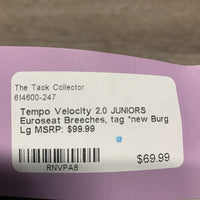 The Tack Collector
614600-247
Tempo Velocity 2.0 JUNIORS
Euroseat Breeches, tag *new Burg
Lg MSRP: $99.99
$69.99
RNVPA8